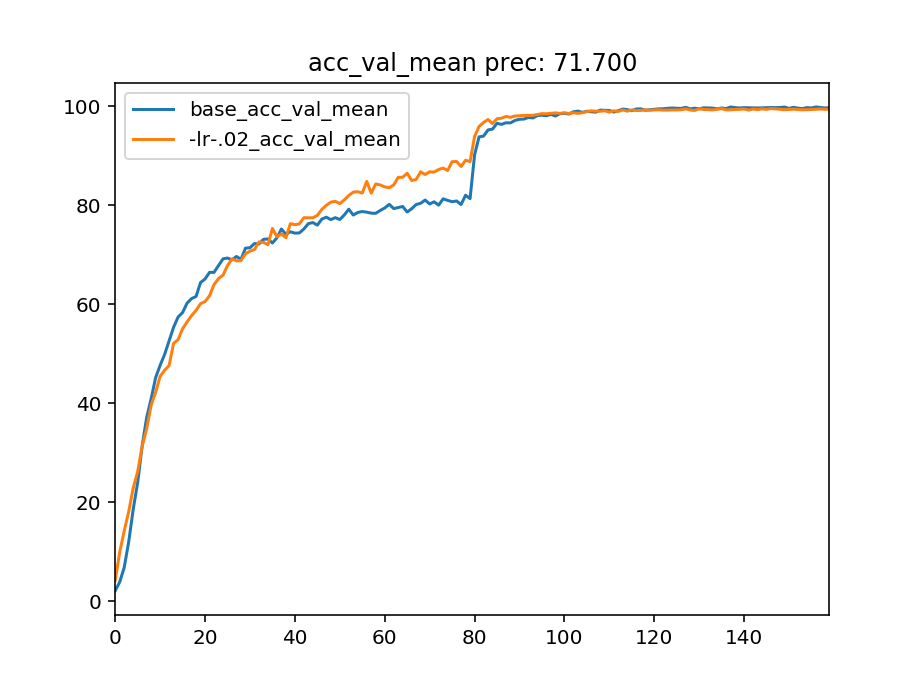 acc_val_mean prec: 71.700
base_acc_val_mean
-lr-.02_acc_val_mean
100
80
60
40
20
0
0 20 40 60 80 100 120 140